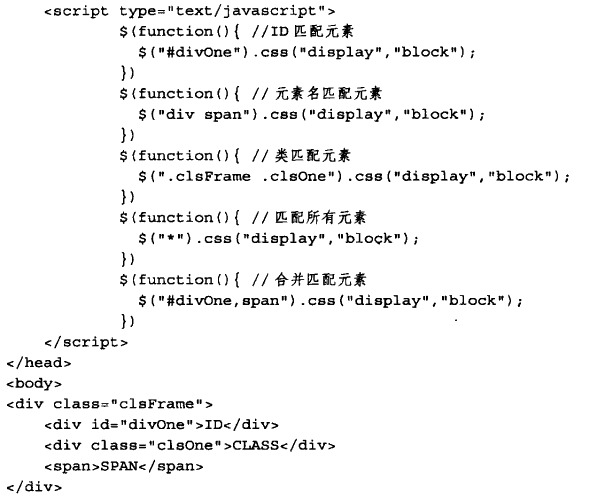 <script type="text/javascript">
$(function(){ //ID匹配元素
$("#divOne").css("display","block");
})
$(function(){ // 元素名匹配元素
$("div span").css("display","block");
})
$(function(){ // 类匹配元素
$(".clsFrame .clsOne").css("display","block");
})
$(function(){ // 匹配所有元素
$("*").css("display","block");
})
$(function(){ // 合并匹配元素
$("#divOne,span").css("display","block");
})
</script>
</head>
<body>
<div class="clsFrame">
<div id="divOne">ID</div>
<div class="clsOne">CLASS</div>
<span>SPAN</span>
</div>